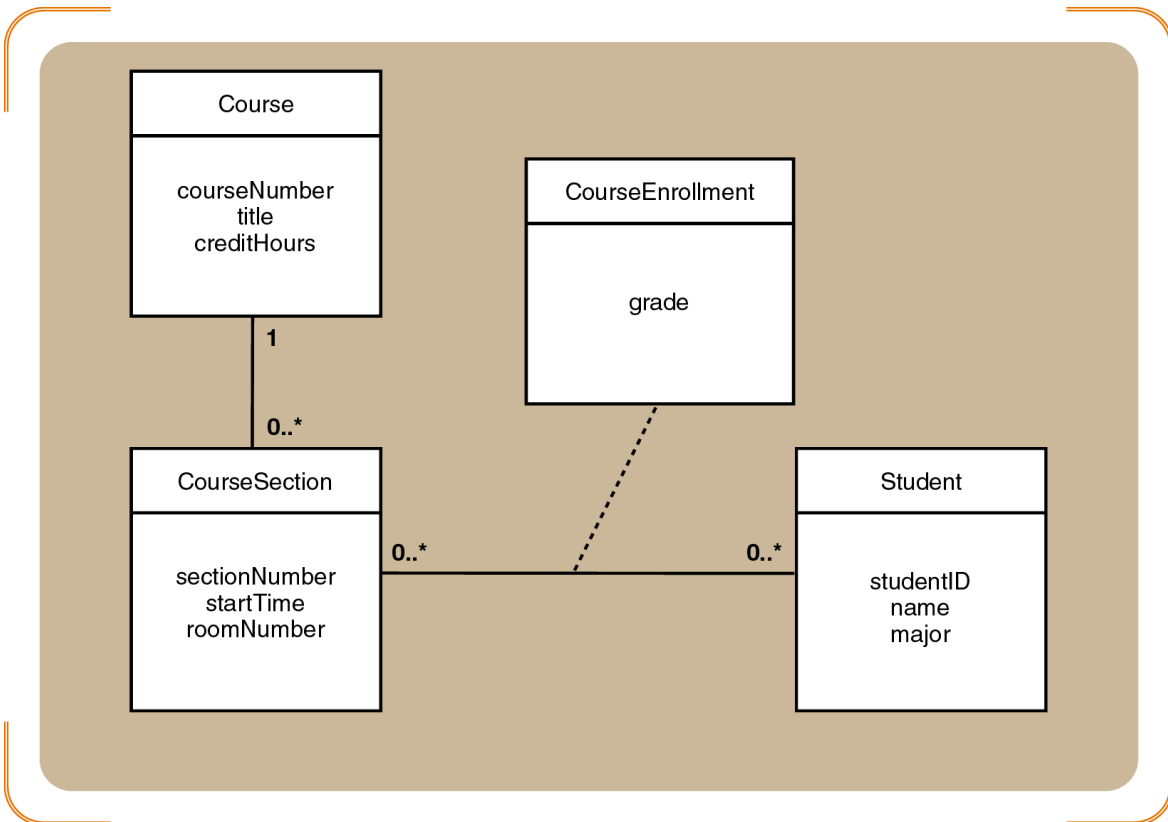 Course
courseNumber
title
creditHours
1
0..*
CourseEnrollment
grade
CourseSection
sectionNumber
startTime
roomNumber
0..*
0..*
Student
studentID
name
major